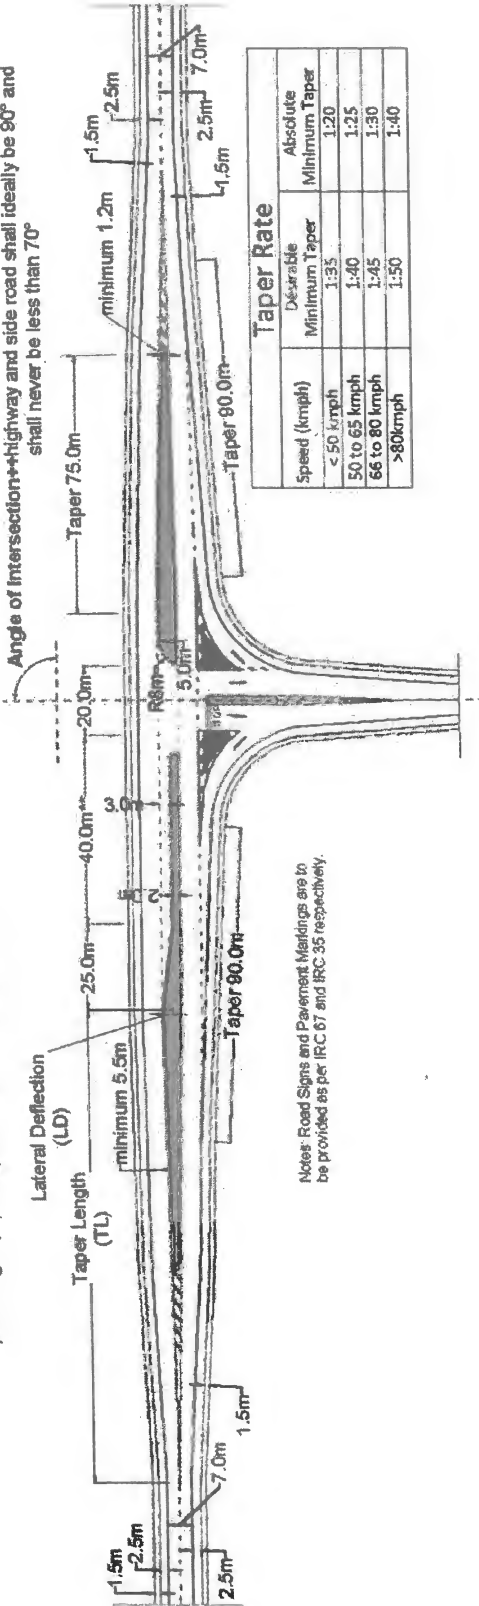 Angle of Intersection++highway and side road shall ideally be 90° and
shall never be less than 70°
Lateral Deflection
(LD)
Taper Length
(TL)
25.0m
40.0m**
20.0m
Taper 75.0m
minimum 5.5m
3.0m
R8m
5.0m
minimum 1.2m
1.5m
2.5m
7.0m
2.5m
1.5m
1.5m
2.5m
2.5m
7.0m
1.5m
Taper 90.0m
Taper 90.0m
Notes: Road Signs and Pavement Markings are to
be provided as per IRC 67 and IRC 35 respectively.
Taper Rate
Speed (kmph) Desirable Minimum Taper Absolute Minimum Taper
< 50 kmph 1:35 1:20
50 to 65 kmph 1:40 1:25
66 to 80 kmph 1:45 1:30
>80kmph 1:50 1:40